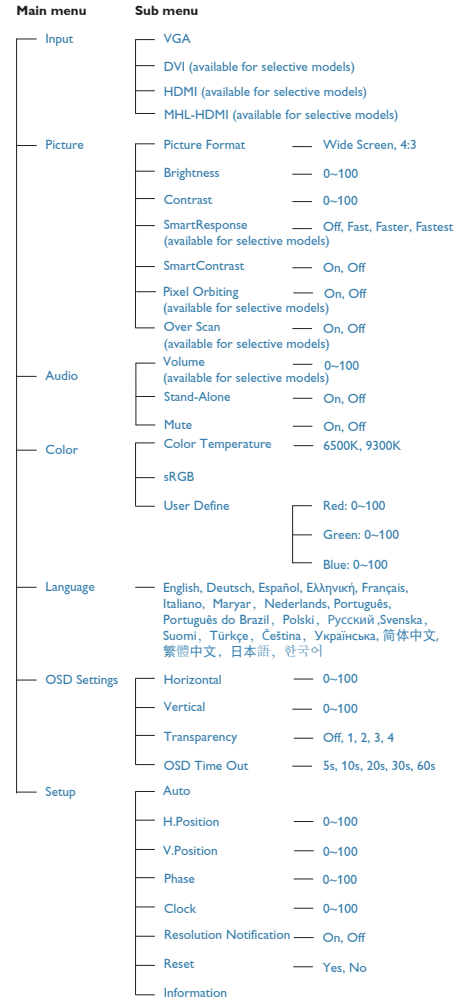 Main menu Sub menu
Input VGA
DVI (available for selective models)
HDMI (available for selective models)
MHL-HDMI (available for selective models)
Picture Picture Format Wide Screen, 4:3
Brightness 0~100
Contrast 0~100
SmartResponse Off, Fast, Faster, Fastest
(available for selective models)
SmartContrast On, Off
Pixel Orbiting On, Off
(available for selective models)
Over Scan On, Off
(available for selective models)
Audio Volume 0~100
(available for selective models)
Stand-Alone On, Off
Mute On, Off
Color Color Temperature 6500K, 9300K
sRGB
User Define Red: 0~100
Green: 0~100
Blue: 0~100
Language English, Deutsch, Español, Ελληνική, Français,
Italiano, Maryar, Nederlands, Português,
Português do Brazil, Polski, Русский ,Svenska,
Suomi, Türkçe, Čeština, Українська, 简体中文,
繁體中文, 日本語, 한국어
OSD Settings Horizontal 0~100
Vertical 0~100
Transparency Off, 1, 2, 3, 4
OSD Time Out 5s, 10s, 20s, 30s, 60s
Setup Auto
H.Position 0~100
V.Position 0~100
Phase 0~100
Clock 0~100
Resolution Notification On, Off
Reset Yes, No
Information